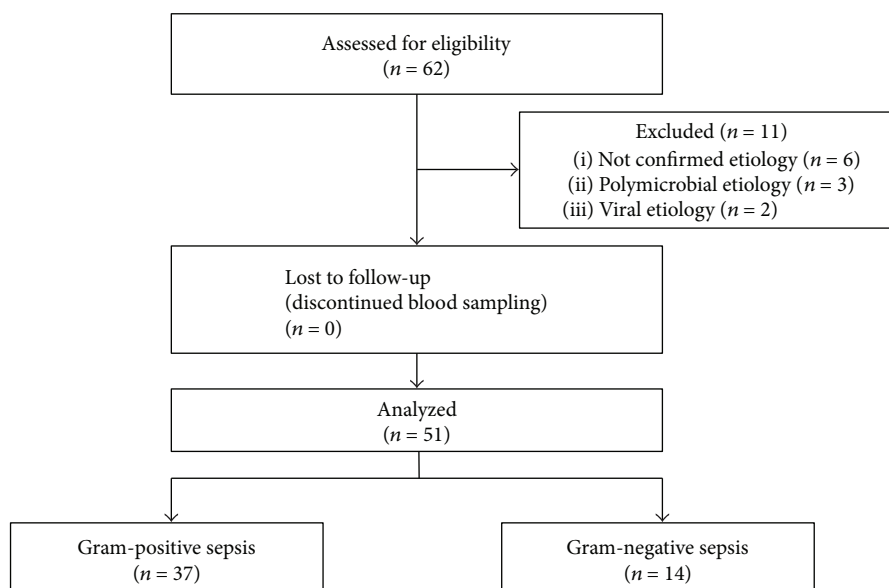 Assessed for eligibility
(n = 62)
Excluded (n = 11)
(i) Not confirmed etiology (n = 6)
(ii) Polymicrobial etiology (n = 3)
(iii) Viral etiology (n = 2)
Lost to follow-up
(discontinued blood sampling)
(n = 0)
Analyzed
(n = 51)
Gram-positive sepsis
(n = 37)
Gram-negative sepsis
(n = 14)